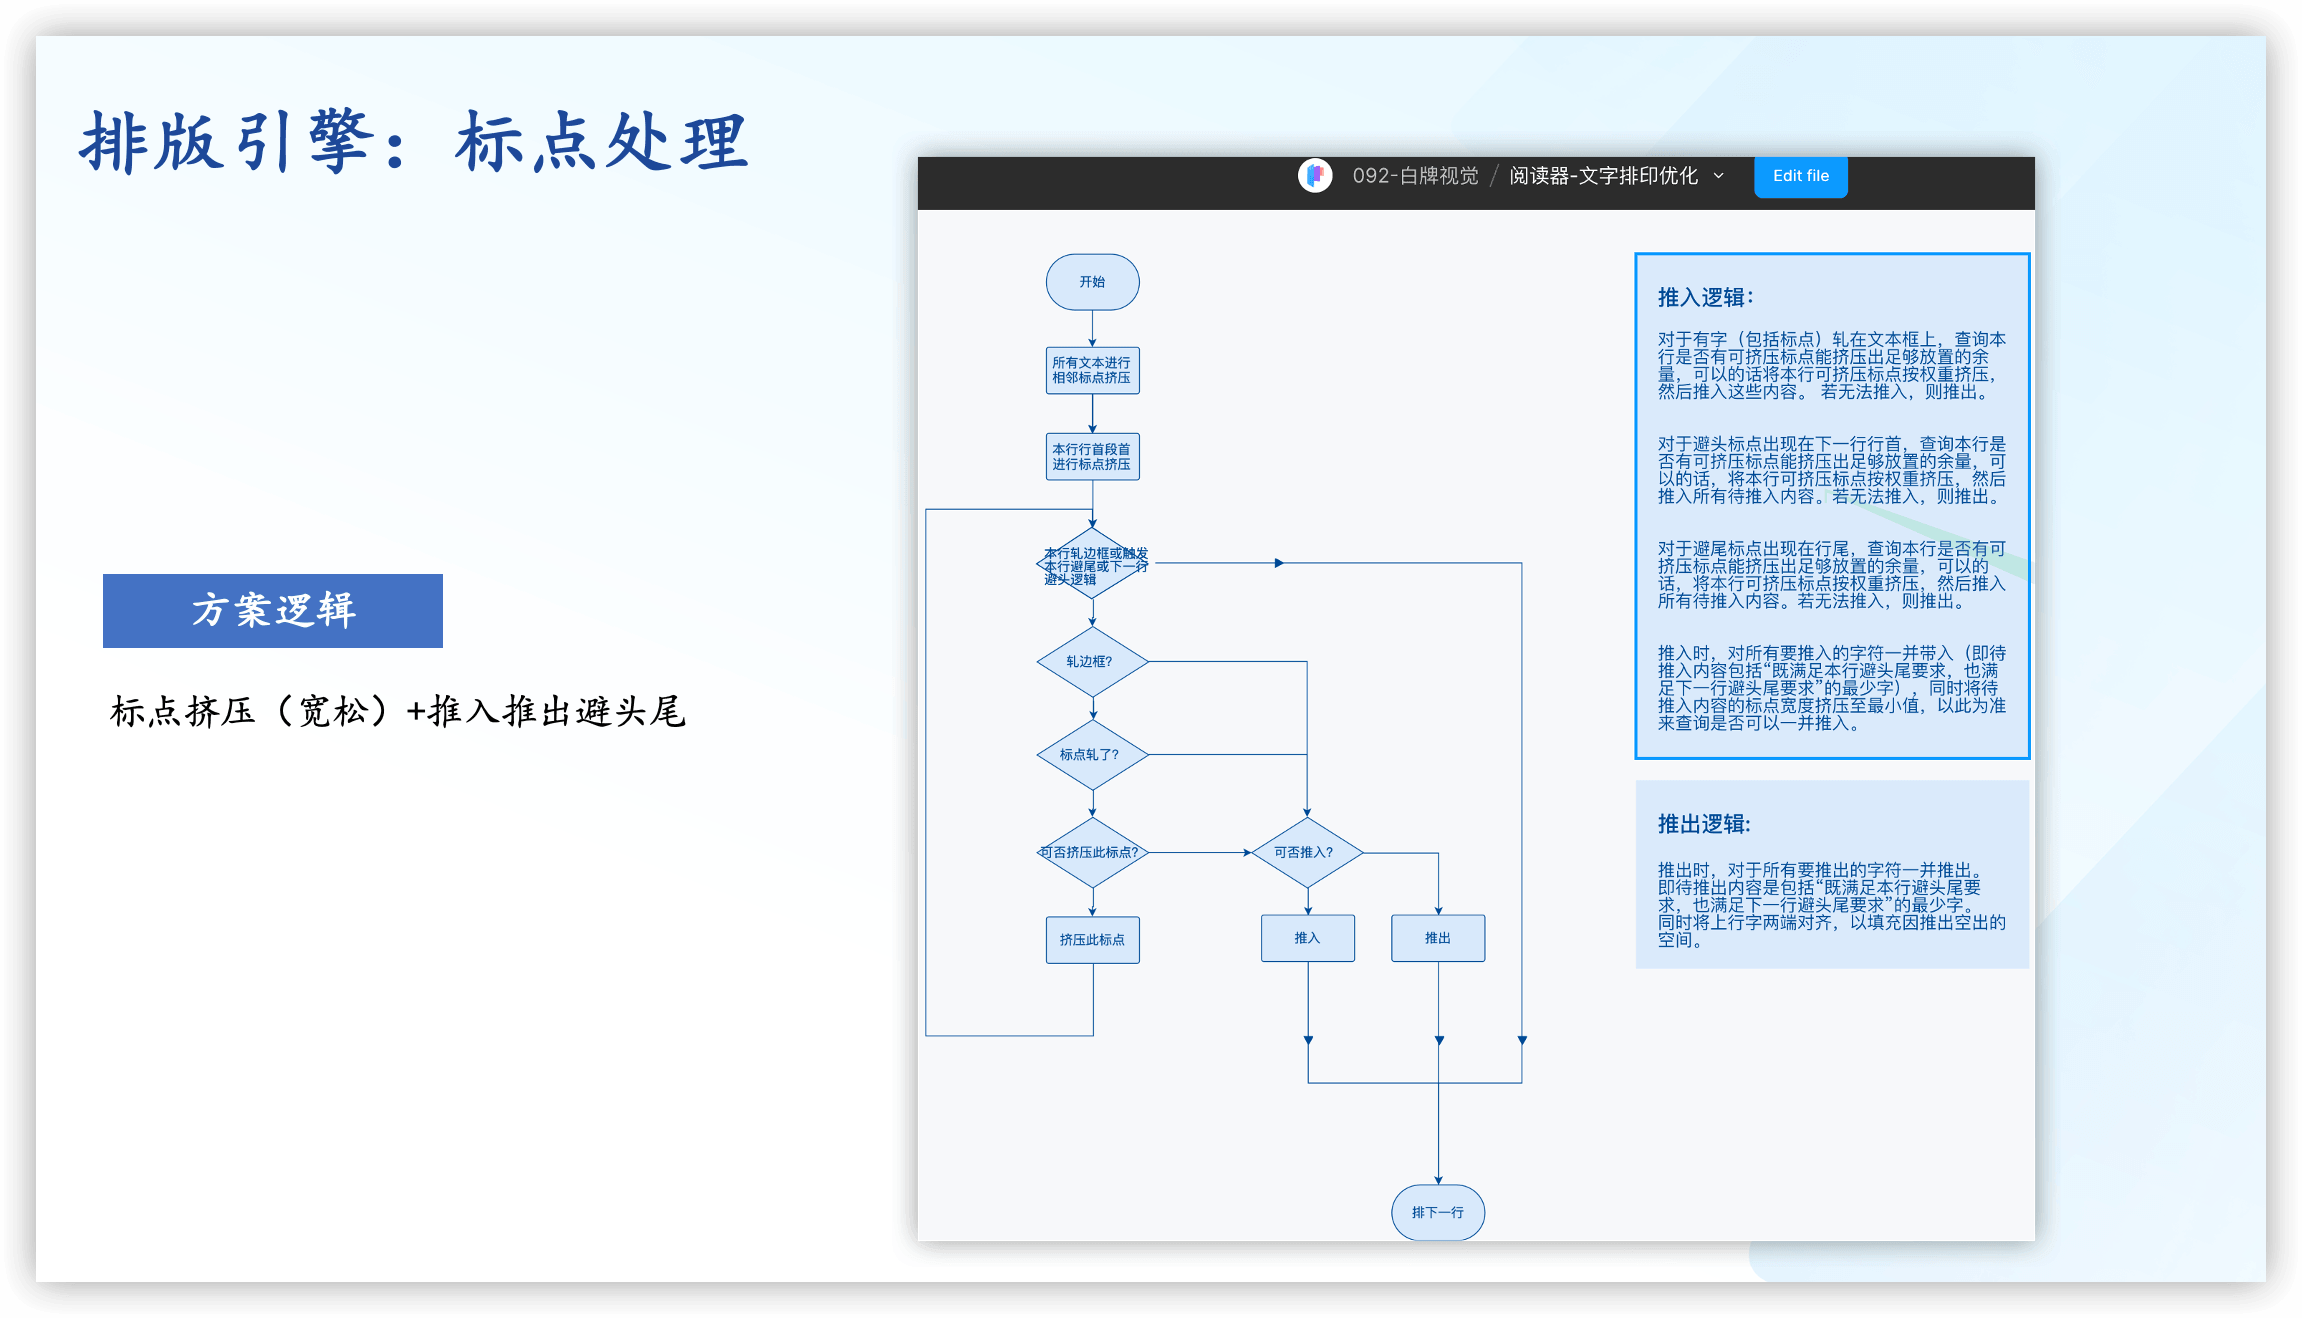 排版引擎：标点处理
方案逻辑
标点挤压（宽松）+推入推出避头尾
092-白牌视觉 / 阅读器-文字排印优化
Edit file
开始
所有文本进行
相邻标点挤压
本行行首段首
进行标点挤压
本行轧边框或触发
本行避尾或下一行
避头逻辑
轧边框?
标点轧了?
可否挤压此标点?
可否推入?
挤压此标点
推入
推出
排下一行
推入逻辑：
对于有字（包括标点）轧在文本框上，查询本
行是否有可挤压标点能挤压出足够放置的余
量，可以的话将本行可挤压标点按权重挤压，
然后推入这些内容。 若无法推入，则推出。
对于避头标点出现在下一行行首，查询本行是
否有可挤压标点能挤压出足够放置的余量，可
以的话，将本行可挤压标点按权重挤压，然后
推入所有待推入内容。若无法推入，则推出。
对于避尾标点出现在行尾，查询本行是否有可
挤压标点能挤压出足够放置的余量，可以的
话，将本行可挤压标点按权重挤压，然后推入
所有待推入内容。若无法推入，则推出。
推入时，对所有要推入的字符一并带入（即待
推入内容包括“既满足本行避头尾要求，也满
足下一行避头尾要求”的最少字），同时将待
推入内容的标点宽度挤压至最小值，以此为准
来查询是否可以一并推入。
推出逻辑:
推出时，对于所有要推出的字符一并推出。
即待推出内容是包括“既满足本行避头尾要
求，也满足下一行避头尾要求”的最少字。
同时将上行字两端对齐，以填充因推出空出的
空间。